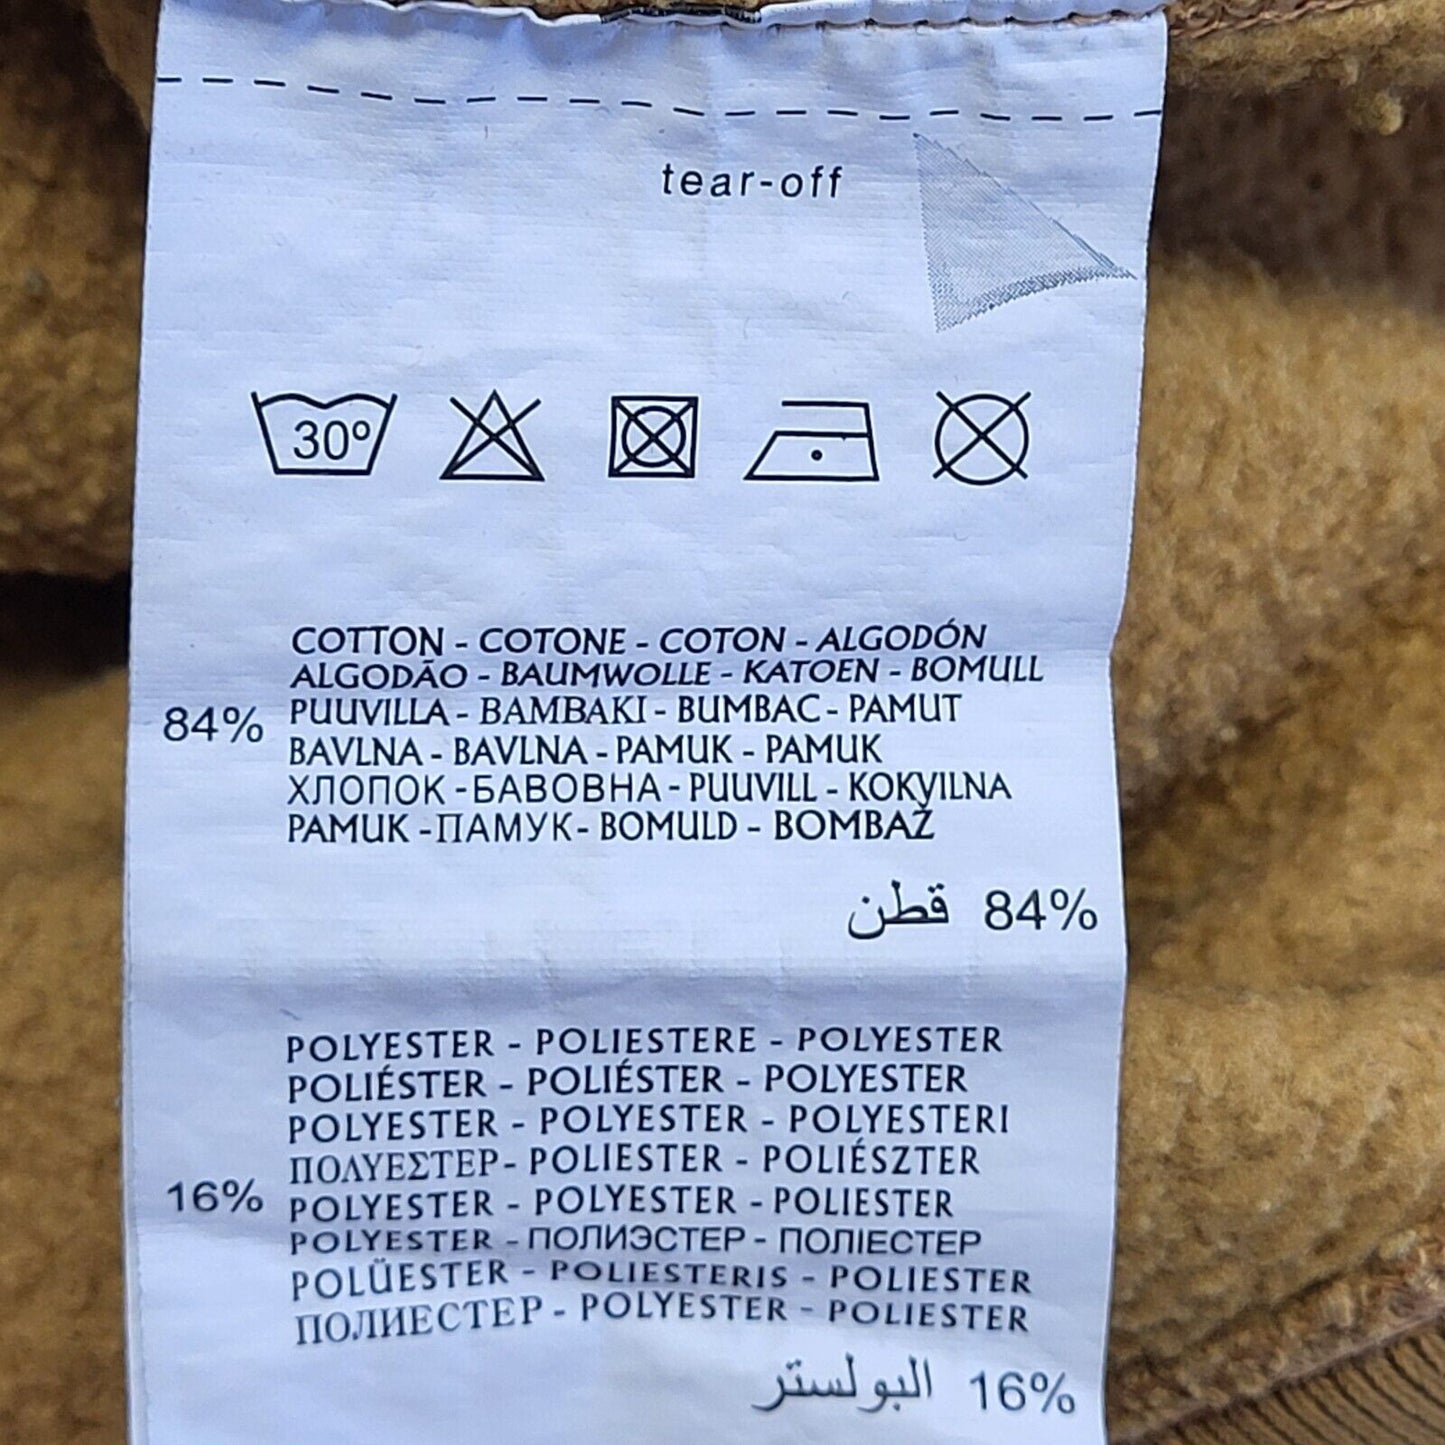 tear-off
30°
COTTON - COTONE - COTON - ALGODÓN
ALGODÃO - BAUMWOLLE - KATOEN - BOMULL
84% PUUVILLA - BAMBAKI - BUMBAC - PAMUT
BAVLNA - BAVLNA - PAMUK - PAMUK
ХЛОПОК - БАВОВНА - PUUVILL - KOKVILNA
PAMUK - ПАМУК - BOMULD - BOMBAŽ
84% قطن
POLYESTER - POLIESTERE - POLYESTER
POLIÉSTER - POLIÉSTER - POLYESTER
POLYESTER - POLYESTER - POLYESTERI
ΠΟΛΥΕΣΤΕΡ - POLIESTER - POLIÉSZTER
16% POLYESTER - POLYESTER - POLIESTER
POLYESTER - ПОЛИЭСТЕР - ПОЛІЕСТЕР
POLÜESTER - POLIESTERIS - POLIESTER
ПОЛИЕСТЕР - POLYESTER - POLIESTER
16% البولستر